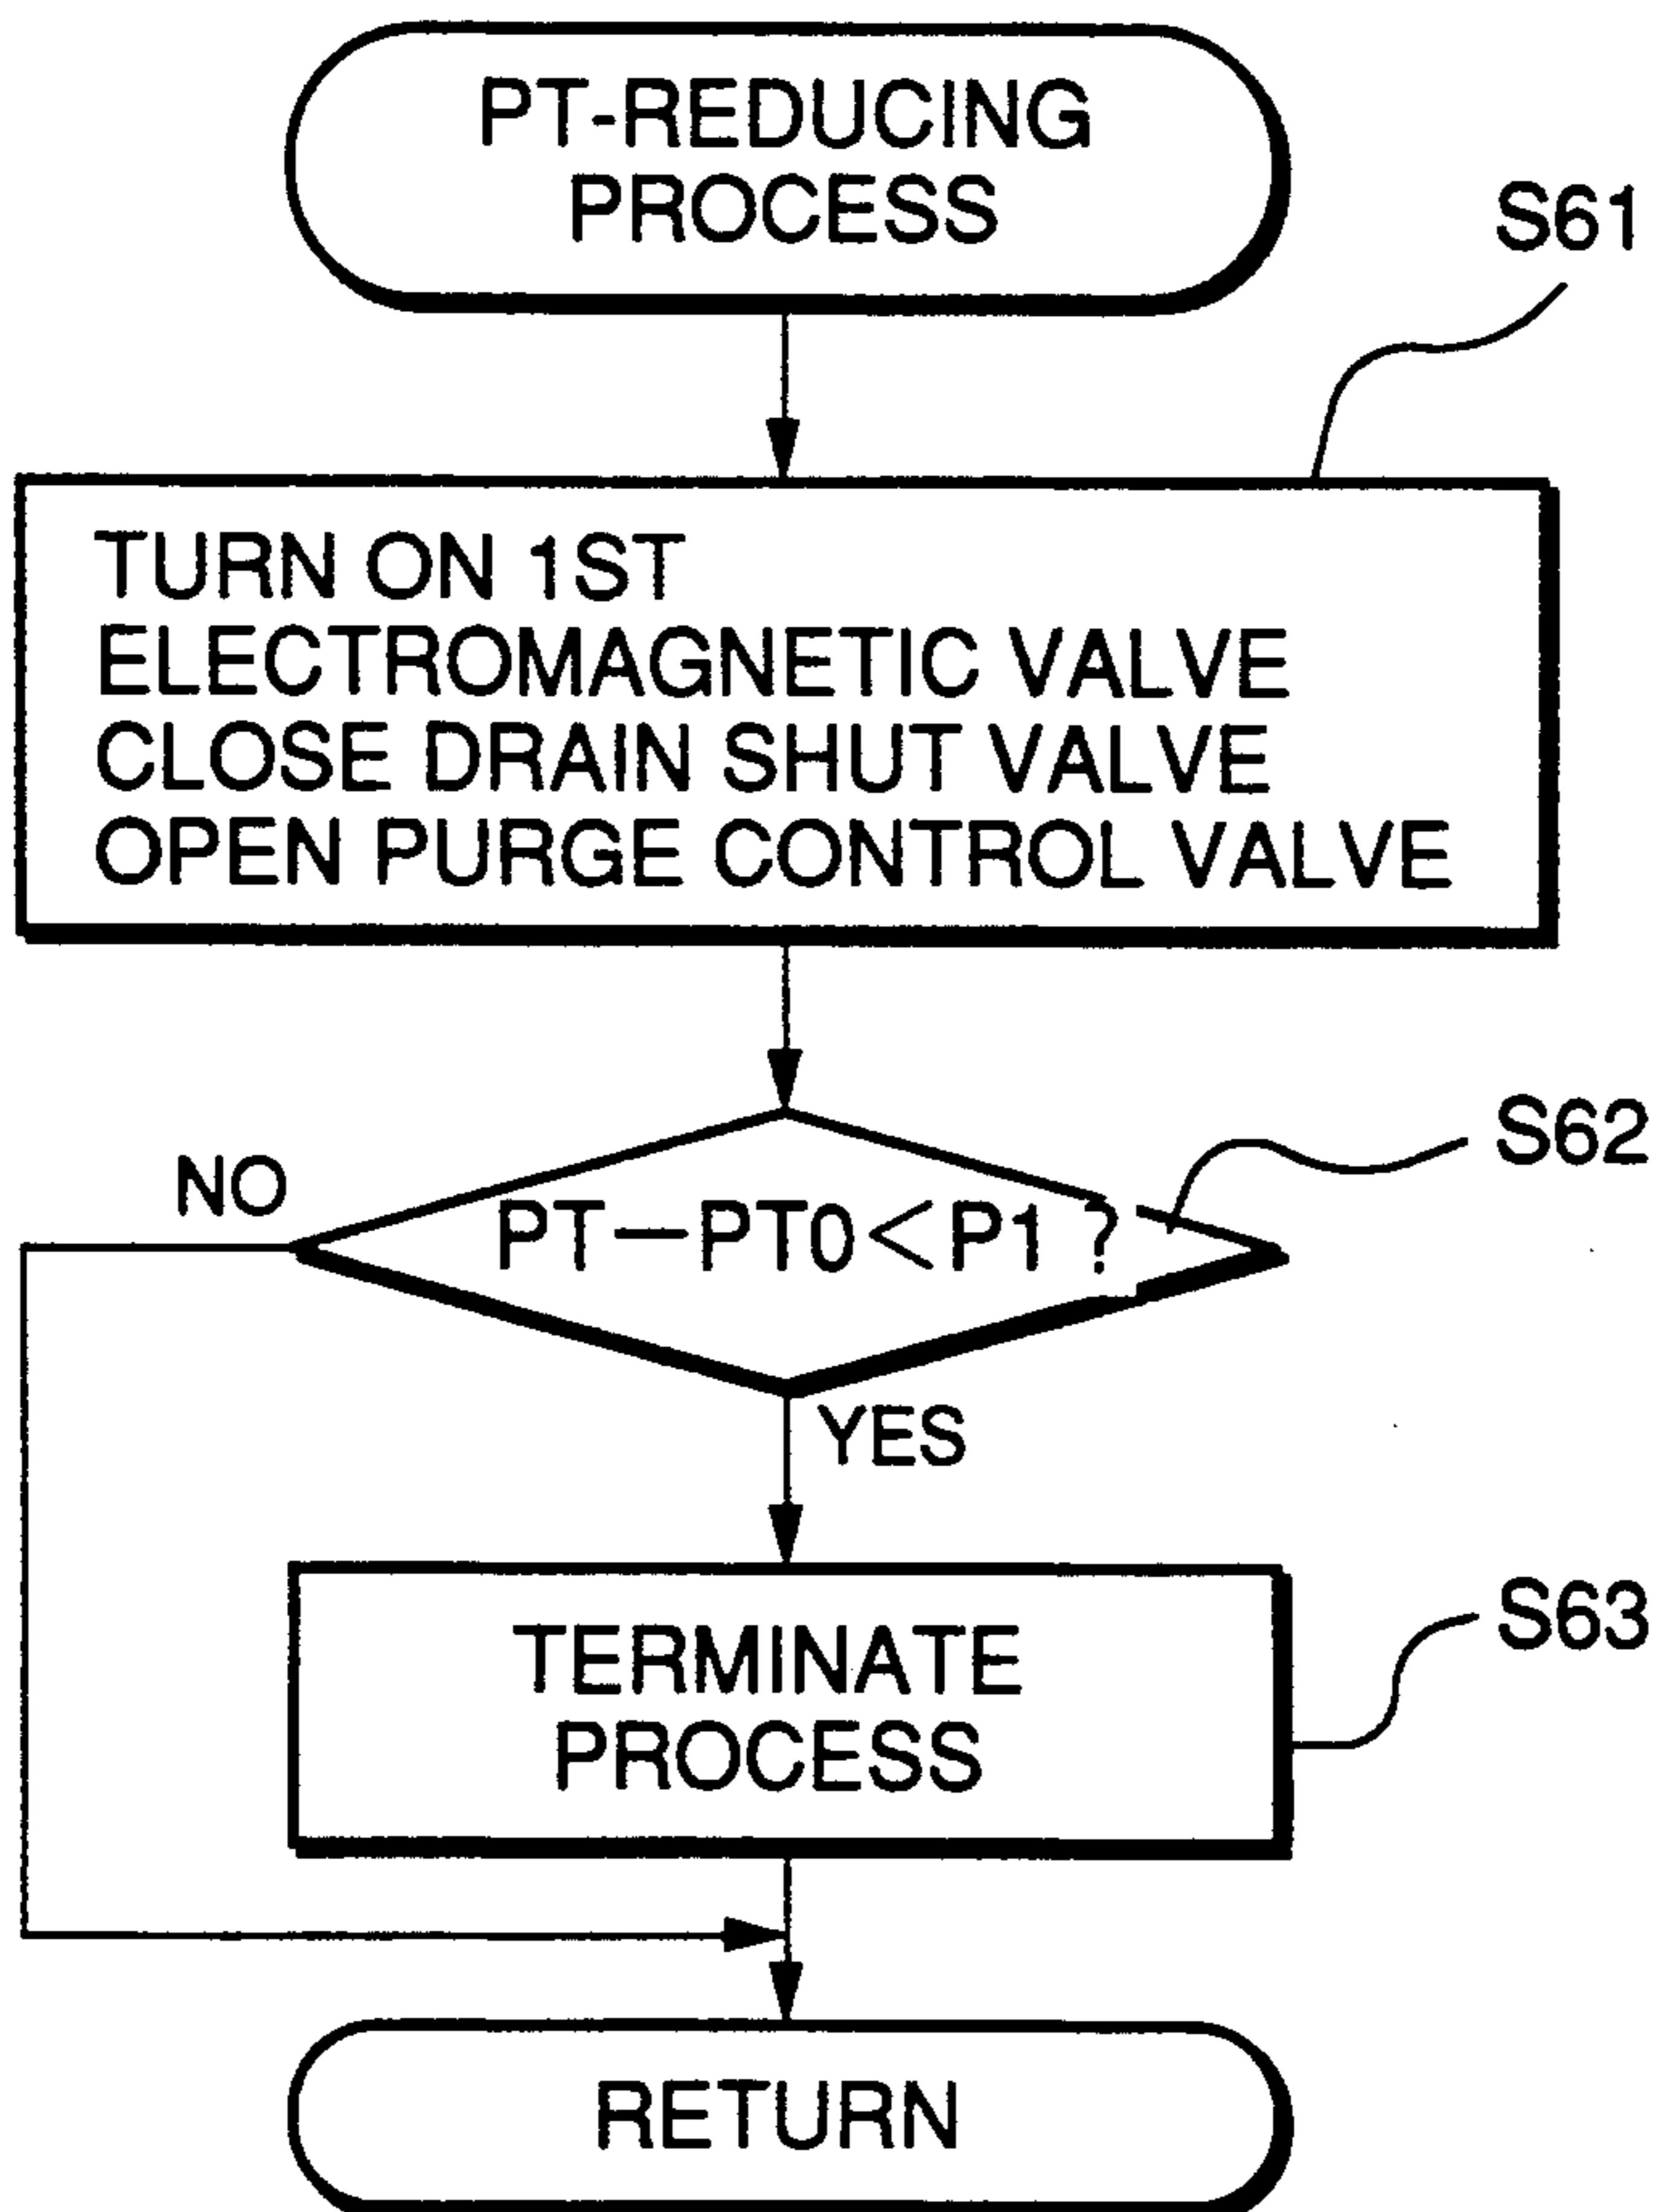 PT-REDUCING
PROCESS
S61
TURN ON 1ST
ELECTROMAGNETIC VALVE
CLOSE DRAIN SHUT VALVE
OPEN PURGE CONTROL VALVE
S62
NO
PT−PT0<P1?
YES
S63
TERMINATE
PROCESS
RETURN